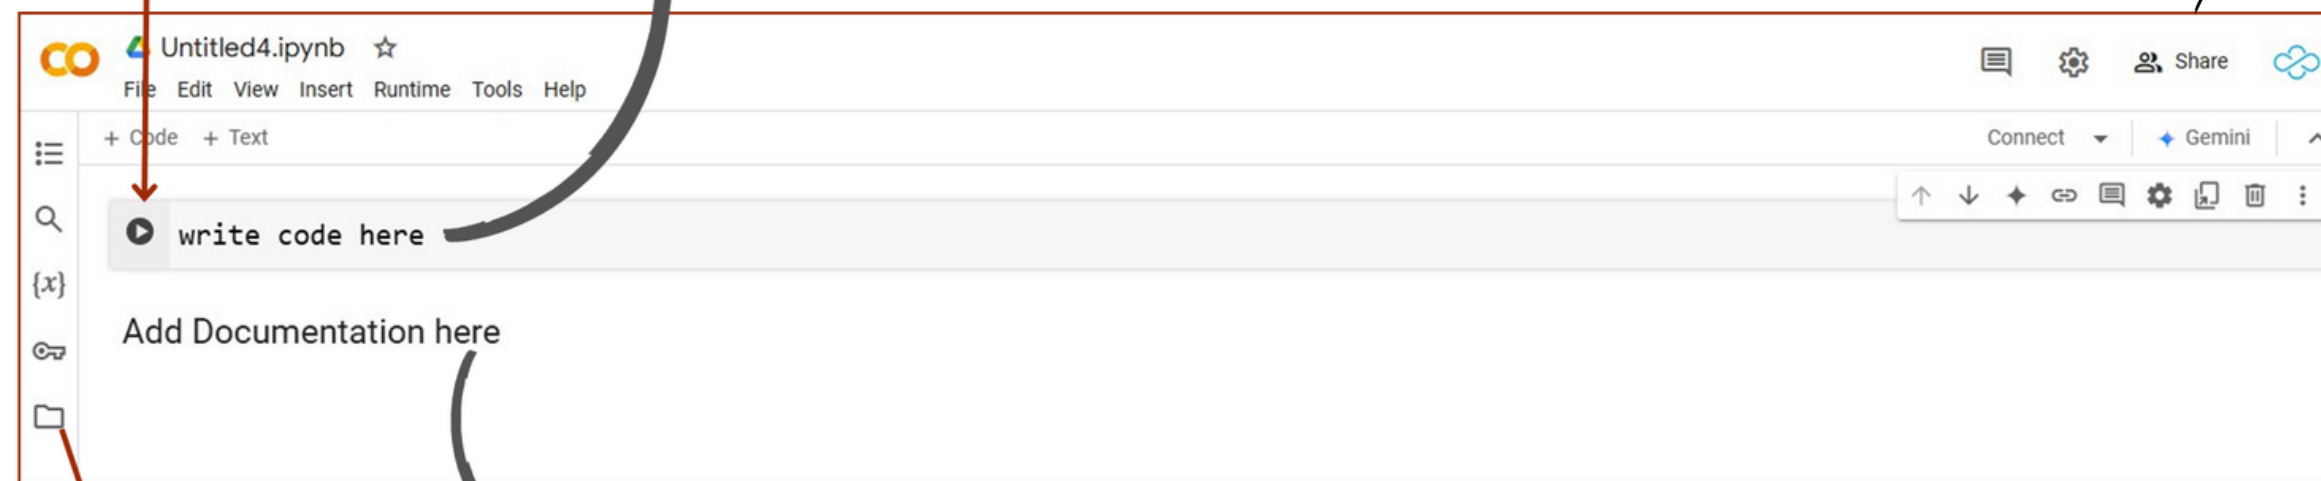 CO Untitled4.ipynb
File Edit View Insert Runtime Tools Help
Share
+ Code + Text
Connect
Gemini
write code here
{x}
Add Documentation here